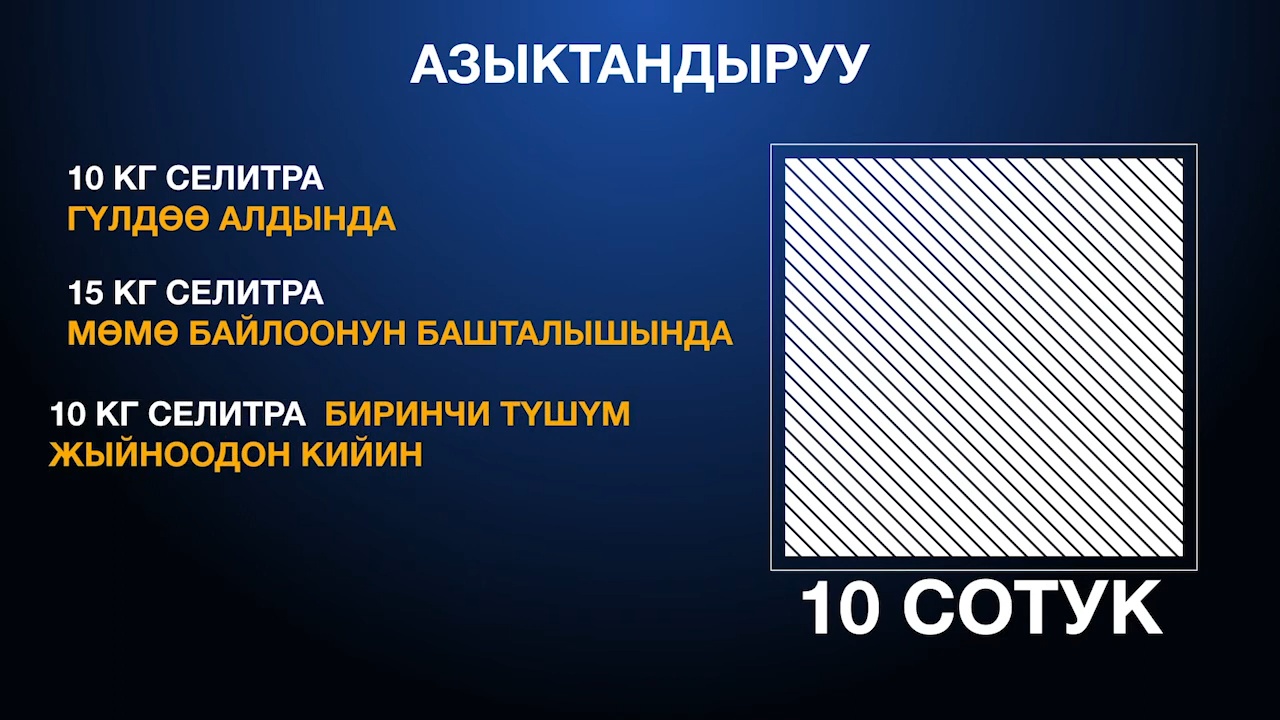 АЗЫКТАНДЫРУУ
10 КГ СЕЛИТРА
ГҮЛДӨӨ АЛДЫНДА
15 КГ СЕЛИТРА
МӨМӨ БАЙЛООНУН БАШТАЛЫШЫНДА
10 КГ СЕЛИТРА БИРИНЧИ ТҮШҮМ
ЖЫЙНООДОН КИЙИН
10 СОТУК